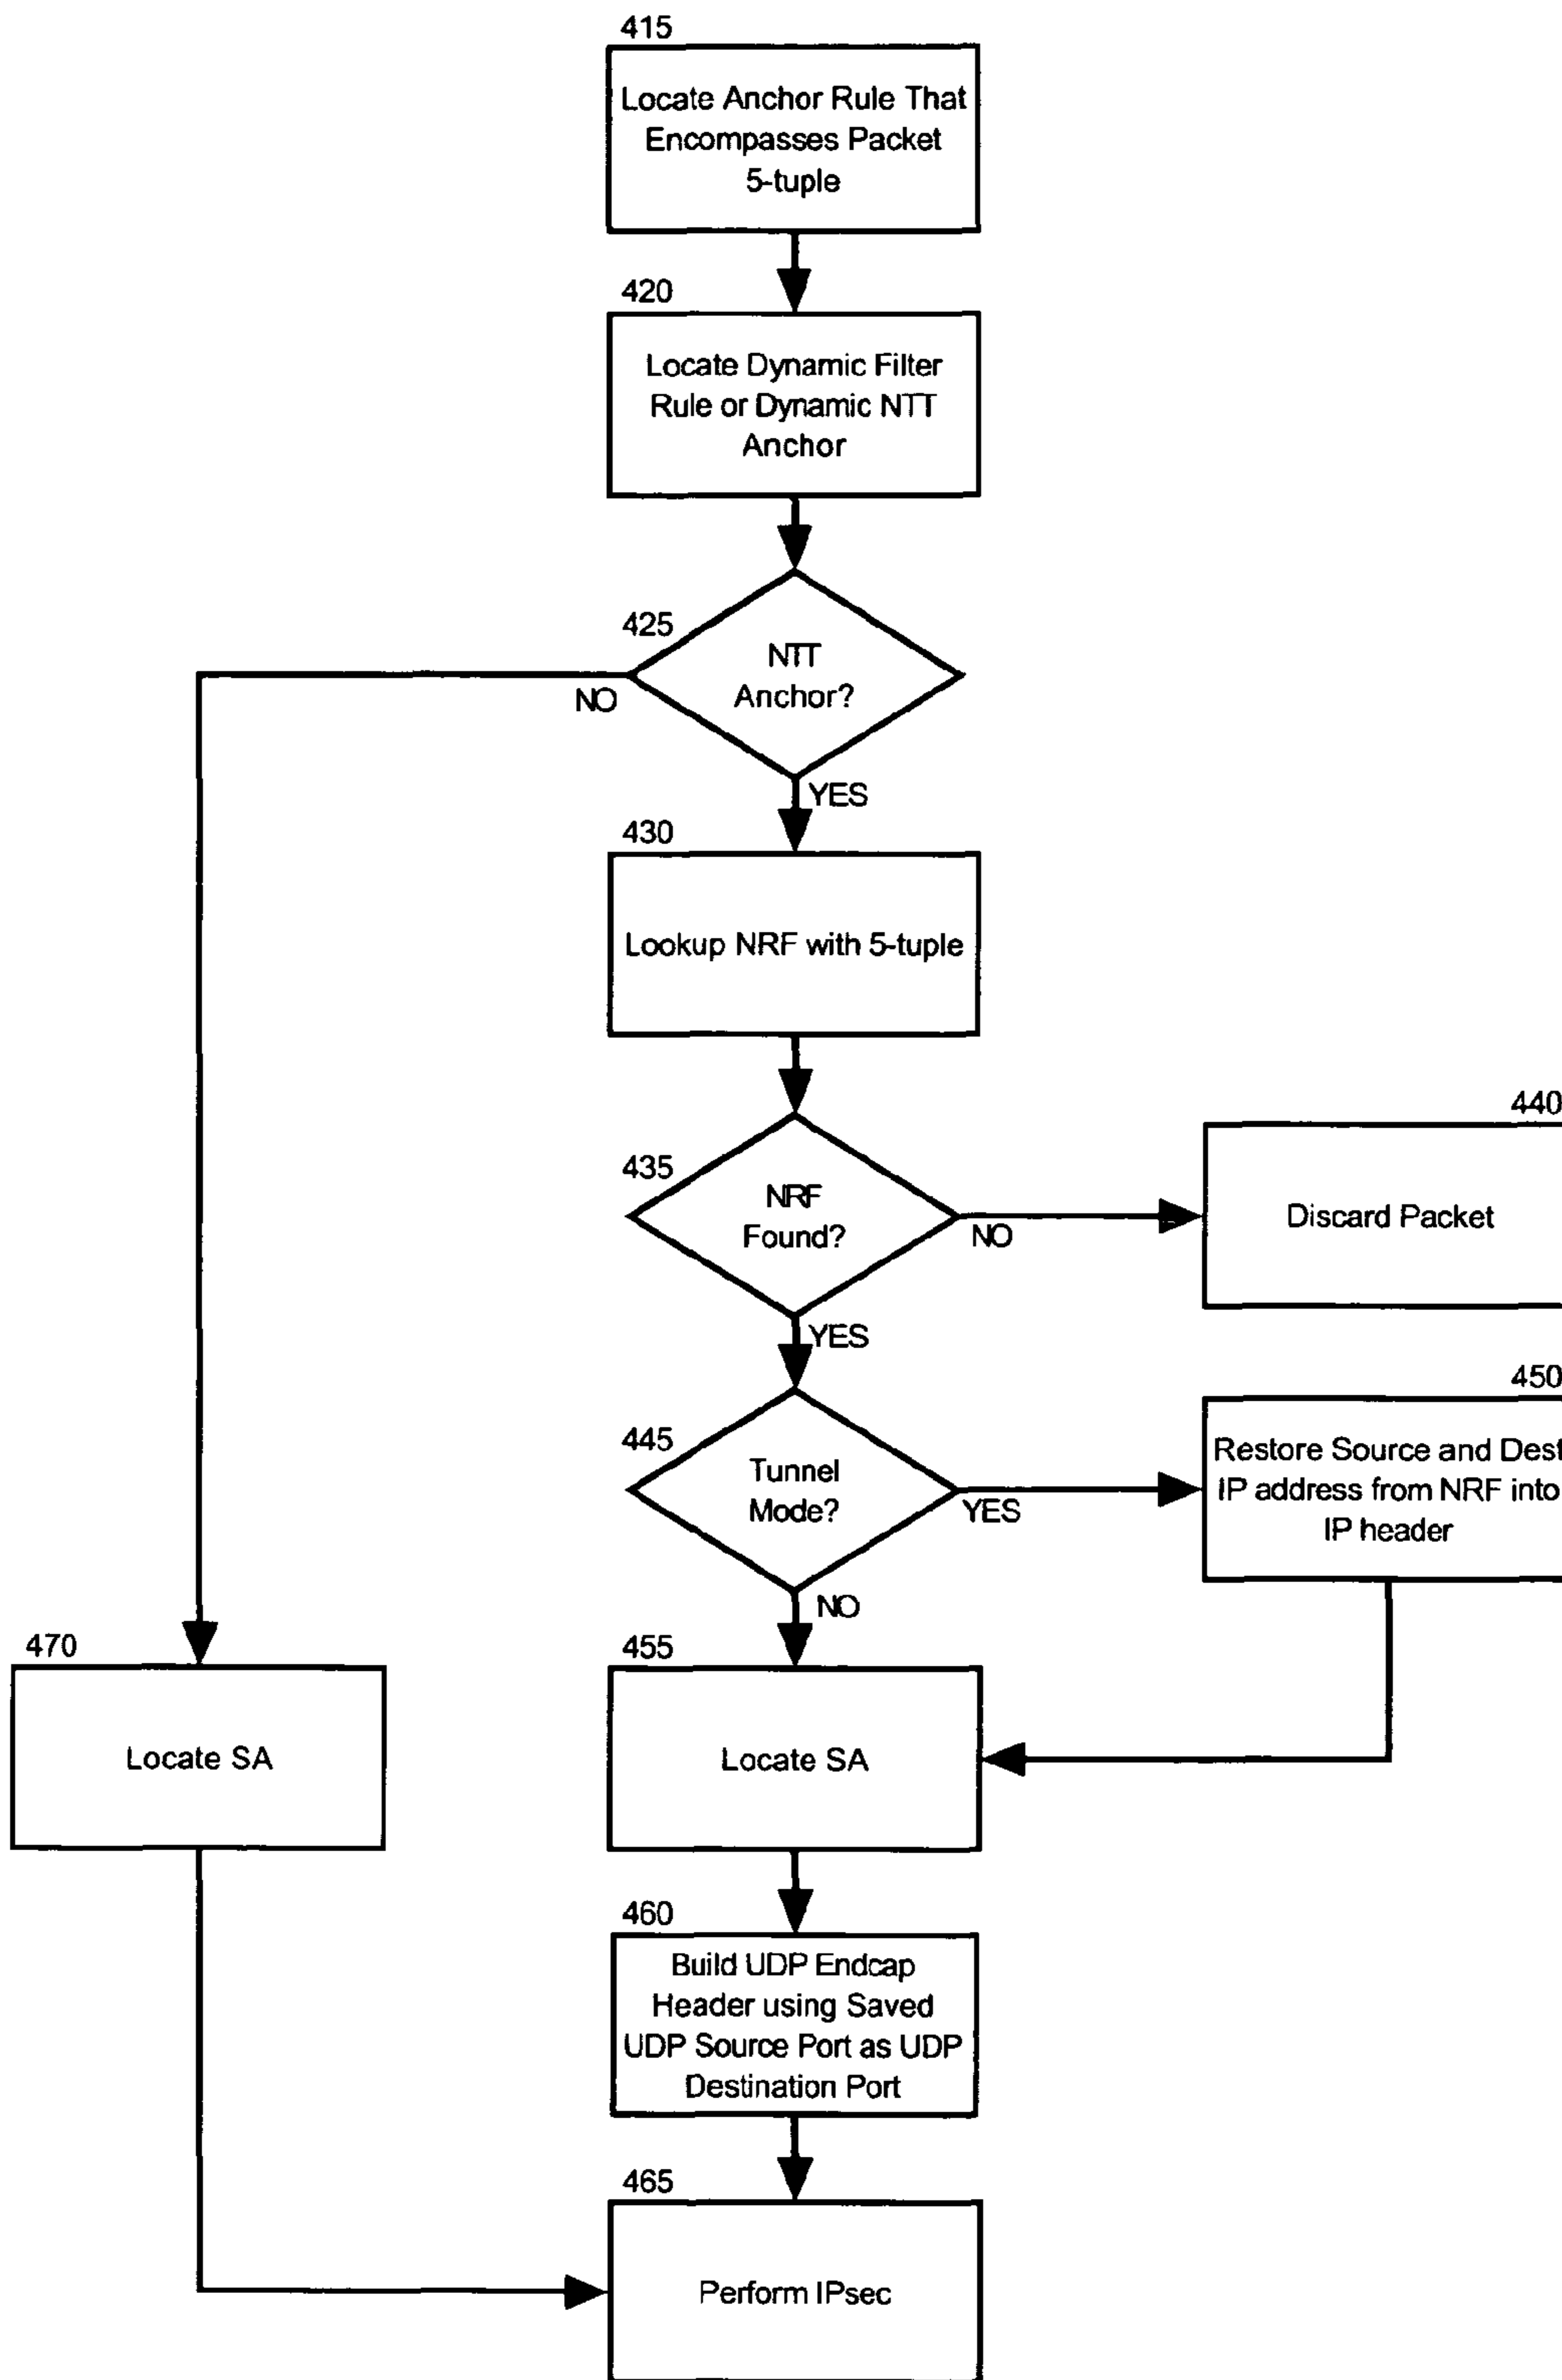 415
Locate Anchor Rule That
Encompasses Packet
5-tuple
420
Locate Dynamic Filter
Rule or Dynamic NTT
Anchor
425
NTT
Anchor?
NO
YES
430
Lookup NRF with 5-tuple
435
NRF
Found?
NO
YES
440
Discard Packet
445
Tunnel
Mode?
YES
NO
450
Restore Source and Dest
IP address from NRF into
IP header
470
Locate SA
455
Locate SA
460
Build UDP Endcap
Header using Saved
UDP Source Port as UDP
Destination Port
465
Perform IPsec